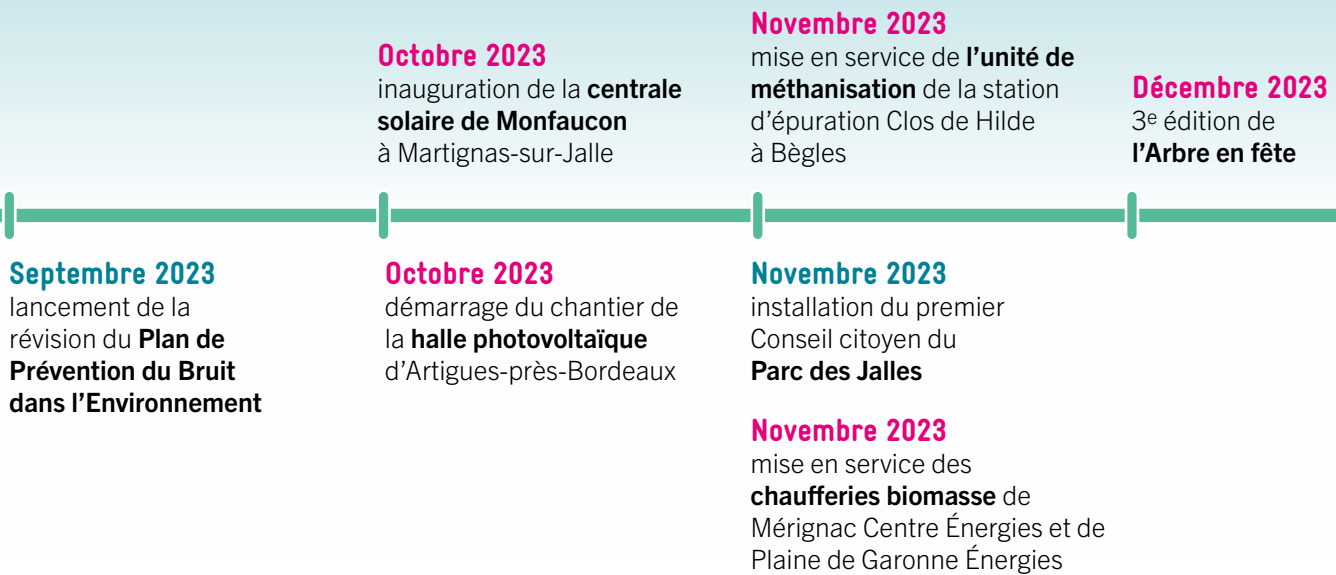 Septembre 2023
lancement de la
révision du Plan de
Prévention du Bruit
dans l’Environnement
Octobre 2023
inauguration de la centrale
solaire de Monfaucon
à Martignas-sur-Jalle
Octobre 2023
démarrage du chantier de
la halle photovoltaïque
d’Artigues-près-Bordeaux
Novembre 2023
mise en service de l’unité de
méthanisation de la station
d’épuration Clos de Hilde
à Bègles
Novembre 2023
installation du premier
Conseil citoyen du
Parc des Jalles
Novembre 2023
mise en service des
chaufferies biomasse de
Mérignac Centre Énergies et de
Plaine de Garonne Énergies
Décembre 2023
3e édition de
l’Arbre en fête